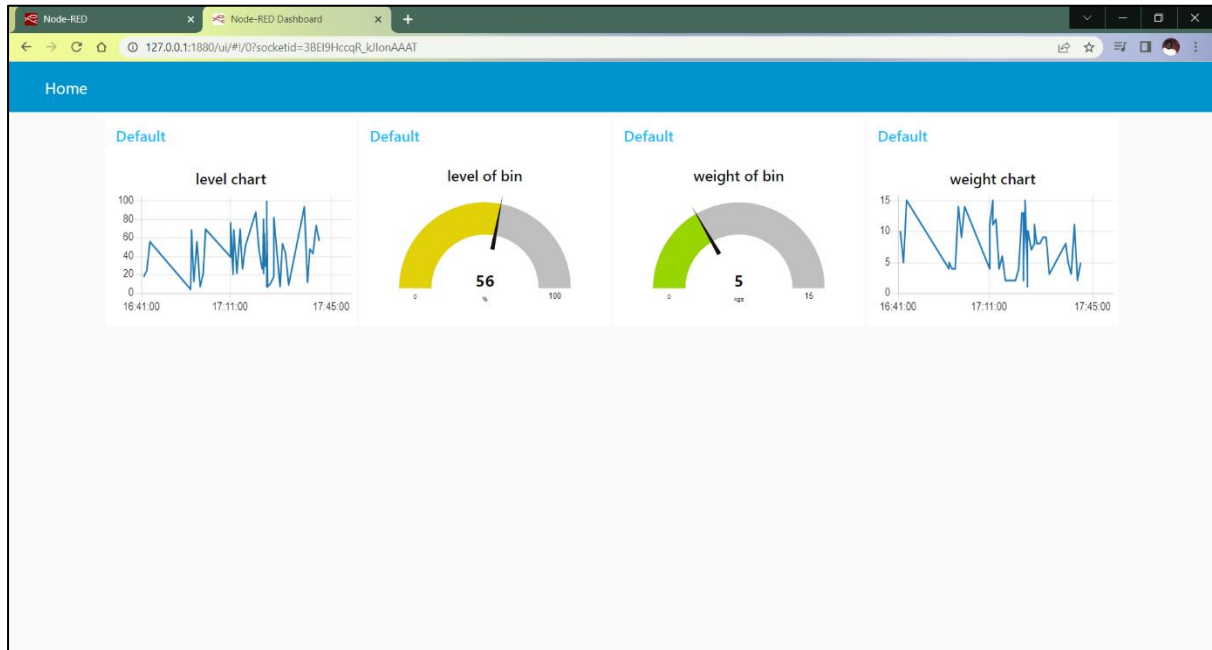 Node-RED
Node-RED Dashboard
127.0.0.1:1880/ui/#!/0?socketid=3BEI9HccqR_kJIonAAAT
Home
Default
level chart
100
80
60
40
20
0
16:41:00 17:11:00 17:45:00
Default
level of bin
56
%
0 100
Default
weight of bin
5
kgs
0 15
Default
weight chart
15
10
5
0
16:41:00 17:11:00 17:45:00